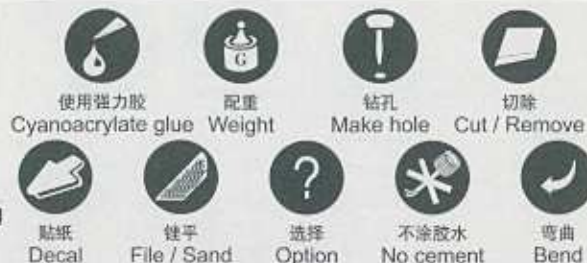 G
使用强力胶 配重 钻孔 切除
Cyanoacrylate glue Weight Make hole Cut / Remove
?
贴纸 锉平 选择 不涂胶水 弯曲
Decal File / Sand Option No cement Bend